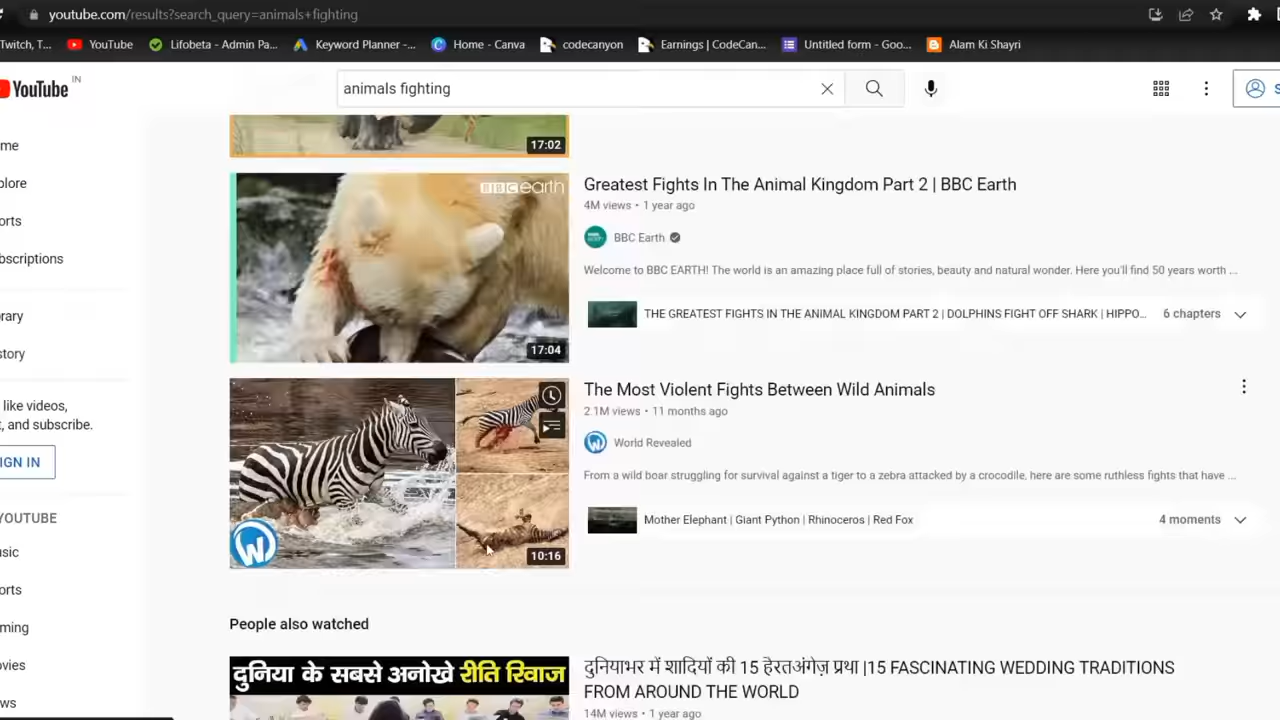 youtube.com/results?search_query=animals+fighting
Twitch, T... YouTube Lifobeta - Admin Pa... Keyword Planner -... Home - Canva codecanyon Earnings | CodeCan... Untitled form - Goo... Alam Ki Shayri
YouTube IN
animals fighting
S
me
plore
orts
bscriptions
rary
story
like videos,
t, and subscribe.
IGN IN
YOUTUBE
sic
orts
ming
vies
ws
17:02
BBC earth
17:04
Greatest Fights In The Animal Kingdom Part 2 | BBC Earth
4M views • 1 year ago
BBC Earth
Welcome to BBC EARTH! The world is an amazing place full of stories, beauty and natural wonder. Here you'll find 50 years worth ...
THE GREATEST FIGHTS IN THE ANIMAL KINGDOM PART 2 | DOLPHINS FIGHT OFF SHARK | HIPPO... 6 chapters
W
10:16
The Most Violent Fights Between Wild Animals
2.1M views • 11 months ago
World Revealed
From a wild boar struggling for survival against a tiger to a zebra attacked by a crocodile, here are some ruthless fights that have ...
Mother Elephant | Giant Python | Rhinoceros | Red Fox 4 moments
People also watched
दुनिया के सबसे अनोखे रीति रिवाज
दुनियाभर में शादियों की 15 हैरतअंगेज़ प्रथा |15 FASCINATING WEDDING TRADITIONS
FROM AROUND THE WORLD
14M views • 1 year ago